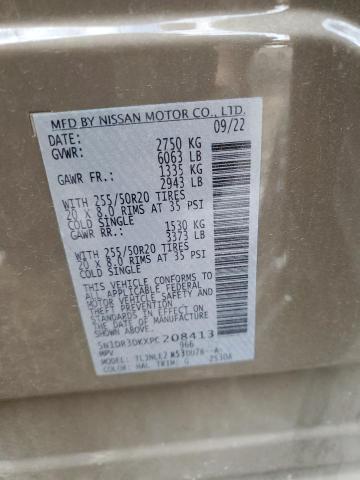 MFD BY NISSAN MOTOR CO., LTD.
DATE: 09/22
GVWR: 2750 KG
6063 LB
GAWR FR.: 1335 KG
2943 LB
WITH 255/50R20 TIRES
20 X 8.0 RIMS AT 35 PSI
COLD SINGLE
GAWR RR.: 1530 KG
3373 LB
WITH 255/50R20 TIRES
20 X 8.0 RIMS AT 35 PSI
COLD SINGLE
THIS VEHICLE CONFORMS TO
ALL APPLICABLE U.S. FEDERAL
MOTOR VEHICLE SAFETY AND
THEFT PREVENTION
STANDARDS IN EFFECT ON
THE DATE OF MANUFACTURE
SHOWN ABOVE.
5N1DR3DKXPC208413
966
MPV
COLOR: HAL TRIM: G